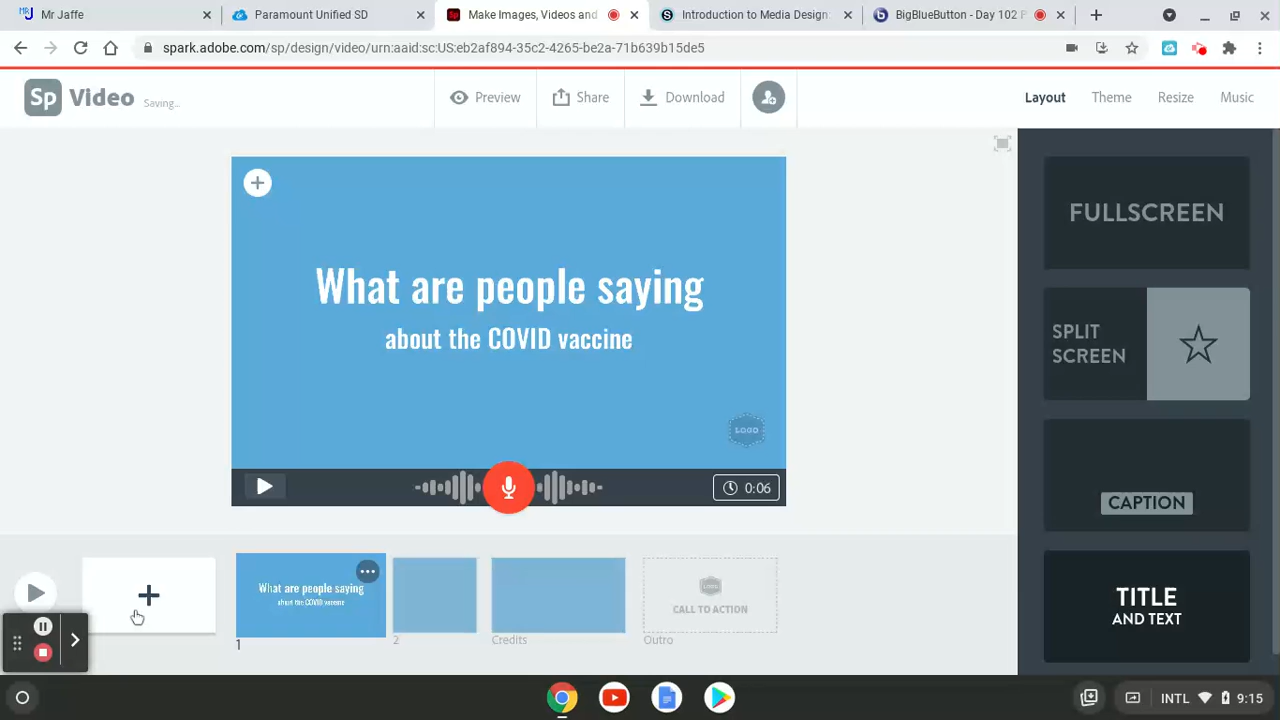 Mr Jaffe
Paramount Unified SD
Make Images, Videos and
Introduction to Media Design
BigBlueButton - Day 102 P
spark.adobe.com/sp/design/video/urn:aaid:sc:US:eb2af894-35c2-4265-be2a-71b639b15de5
Sp Video Saving...
Preview
Share
Download
Layout
Theme
Resize
Music
What are people saying
about the COVID vaccine
LOGO
0:06
FULLSCREEN
SPLIT
SCREEN
CAPTION
TITLE
AND TEXT
What are people saying
about the COVID vaccine
1
2
Credits
LOGO
CALL TO ACTION
Outro
INTL
9:15